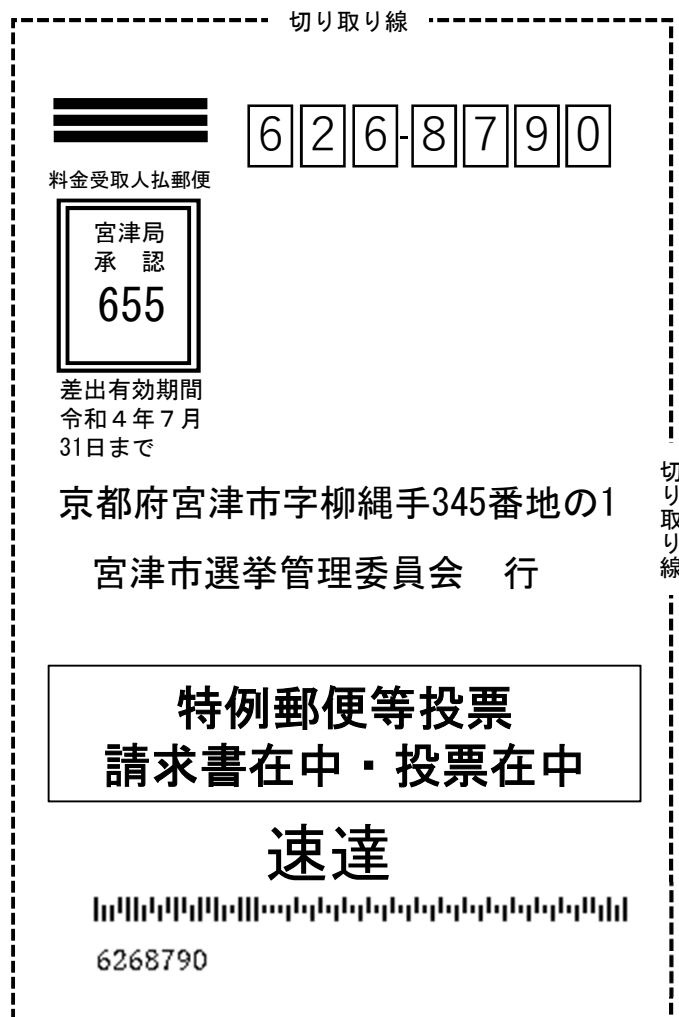 切り取り線
626-8790
料金受取人払郵便
宮津局
承　認
655
差出有効期間
令和４年７月
31日まで
切り取り線
京都府宮津市字柳縄手345番地の1
宮津市選挙管理委員会　行
特例郵便等投票
請求書在中・投票在中
速達
6268790